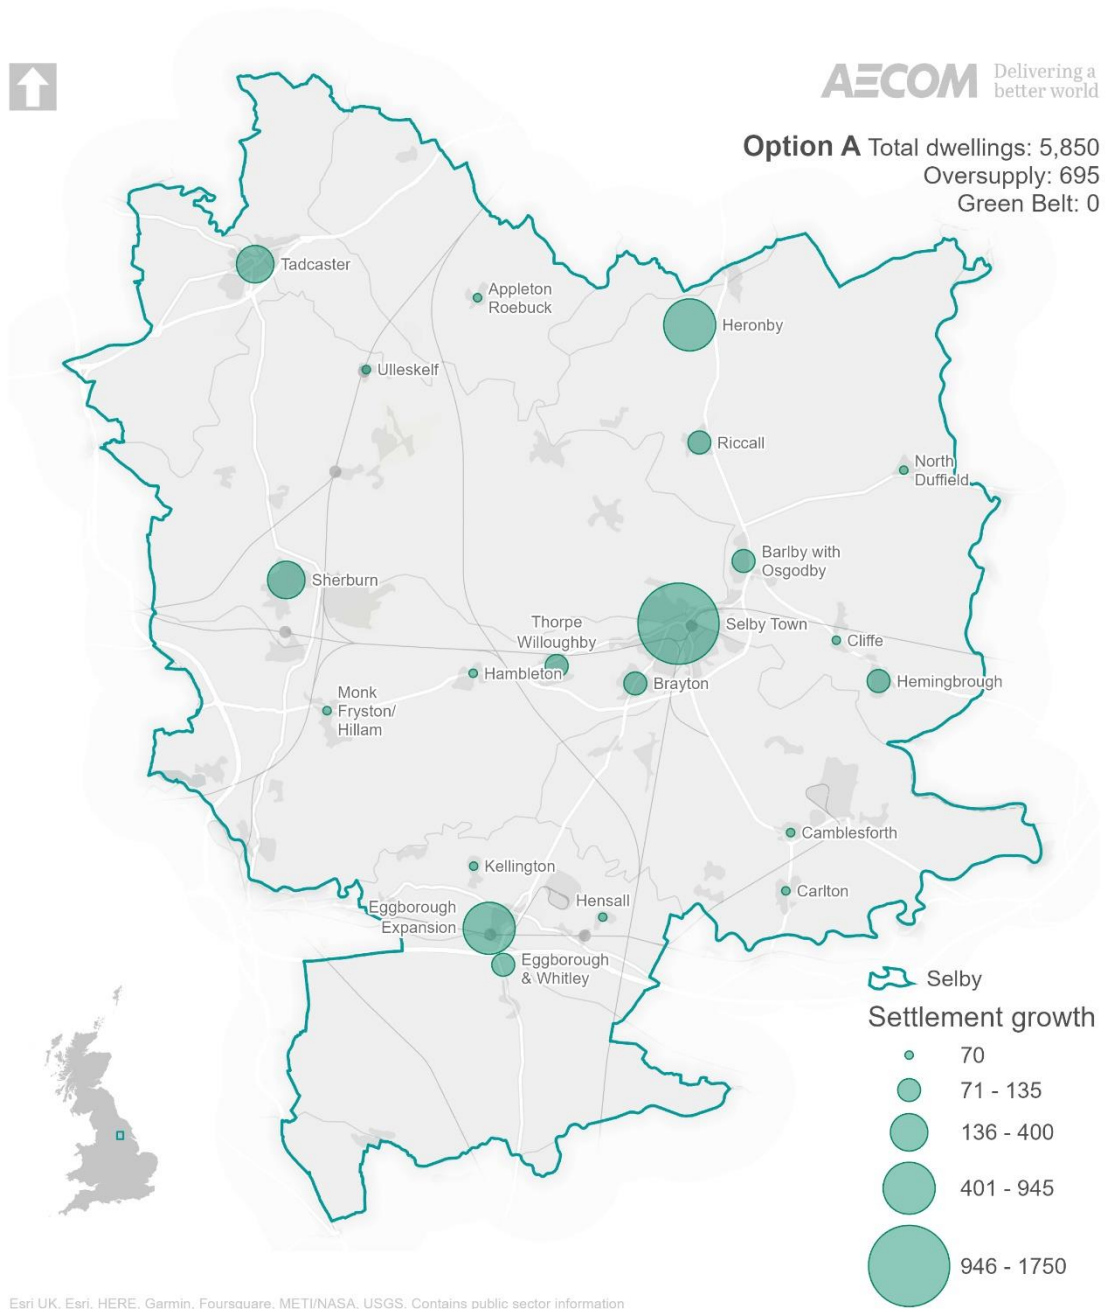 AECOM Delivering a
better world
Option A Total dwellings: 5,850
Oversupply: 695
Green Belt: 0
Tadcaster
Appleton
Roebuck
Heronby
Ulleskelf
Riccall
North
Duffield
Barlby with
Osgodby
Sherburn
Thorpe
Willoughby
Selby Town
Cliffe
Hambleton
Brayton
Hemingbrough
Monk
Fryston/
Hillam
Camblesforth
Kellington
Carlton
Hensall
Eggborough
Expansion
Eggborough
& Whitley
Selby
Settlement growth
70
71 - 135
136 - 400
401 - 945
946 - 1750
Esri UK, Esri, HERE, Garmin, Foursquare, METI/NASA, USGS, Contains public sector information